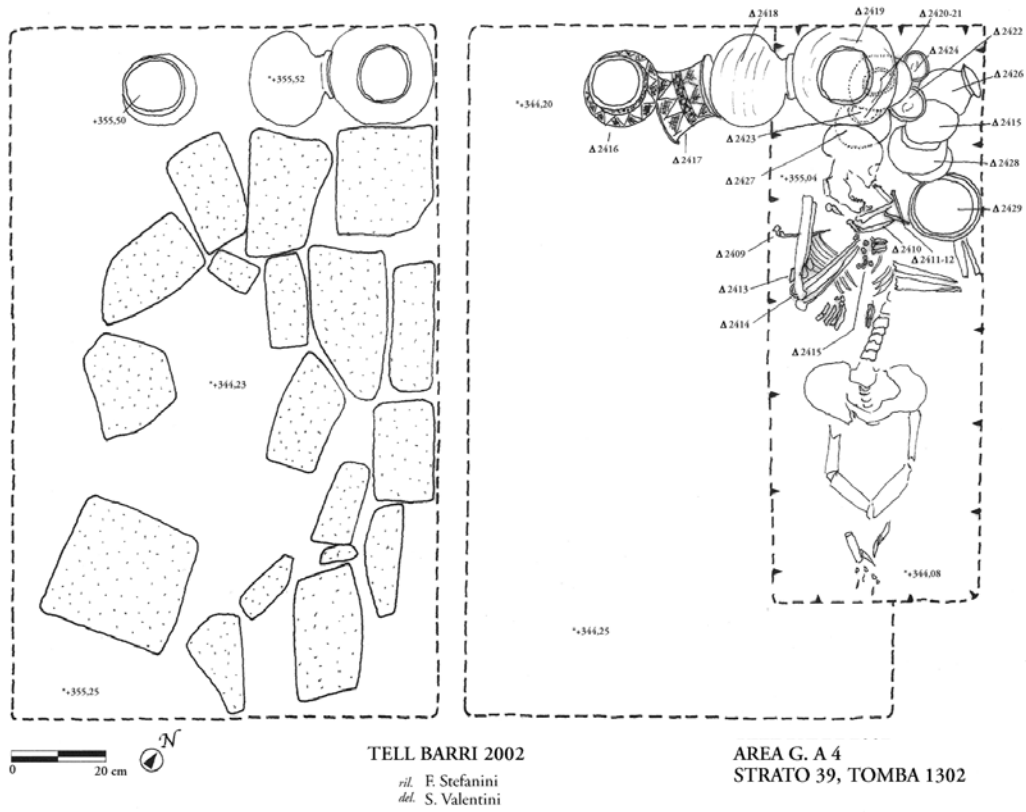 Δ 2418
Δ 2419
Δ 2420-21
Δ 2422
Δ 2424
Δ 2426
*+355,52
*+344,20
+355,50
Δ 2415
Δ 2416
Δ 2417
Δ 2423
Δ 2428
Δ 2427
*+355,04
Δ 2429
Δ 2409
Δ 2410
Δ 2411-12
Δ 2413
Δ 2414
Δ 2415
*+344,23
*+344,08
*+344,25
*+355,25
N
0 20 cm
TELL BARRI 2002
ril. F. Stefanini
del. S. Valentini
AREA G. A 4
STRATO 39, TOMBA 1302